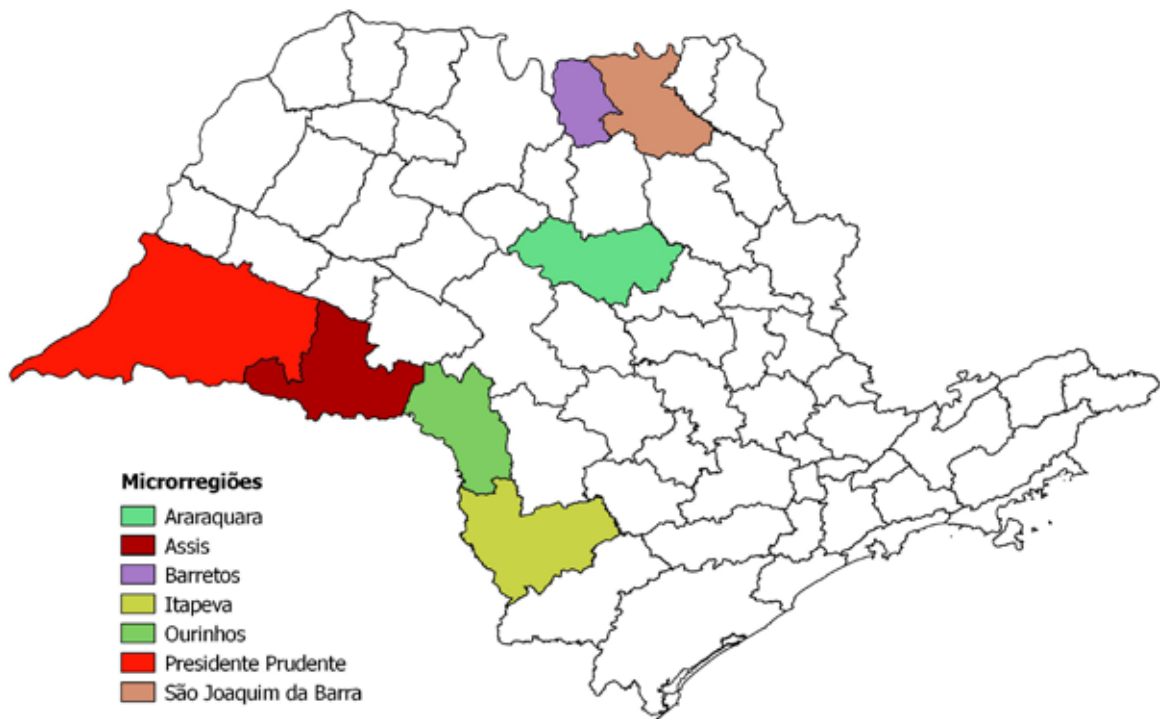 Microrregiões
Araraquara
Assis
Barretos
Itapeva
Ourinhos
Presidente Prudente
São Joaquim da Barra